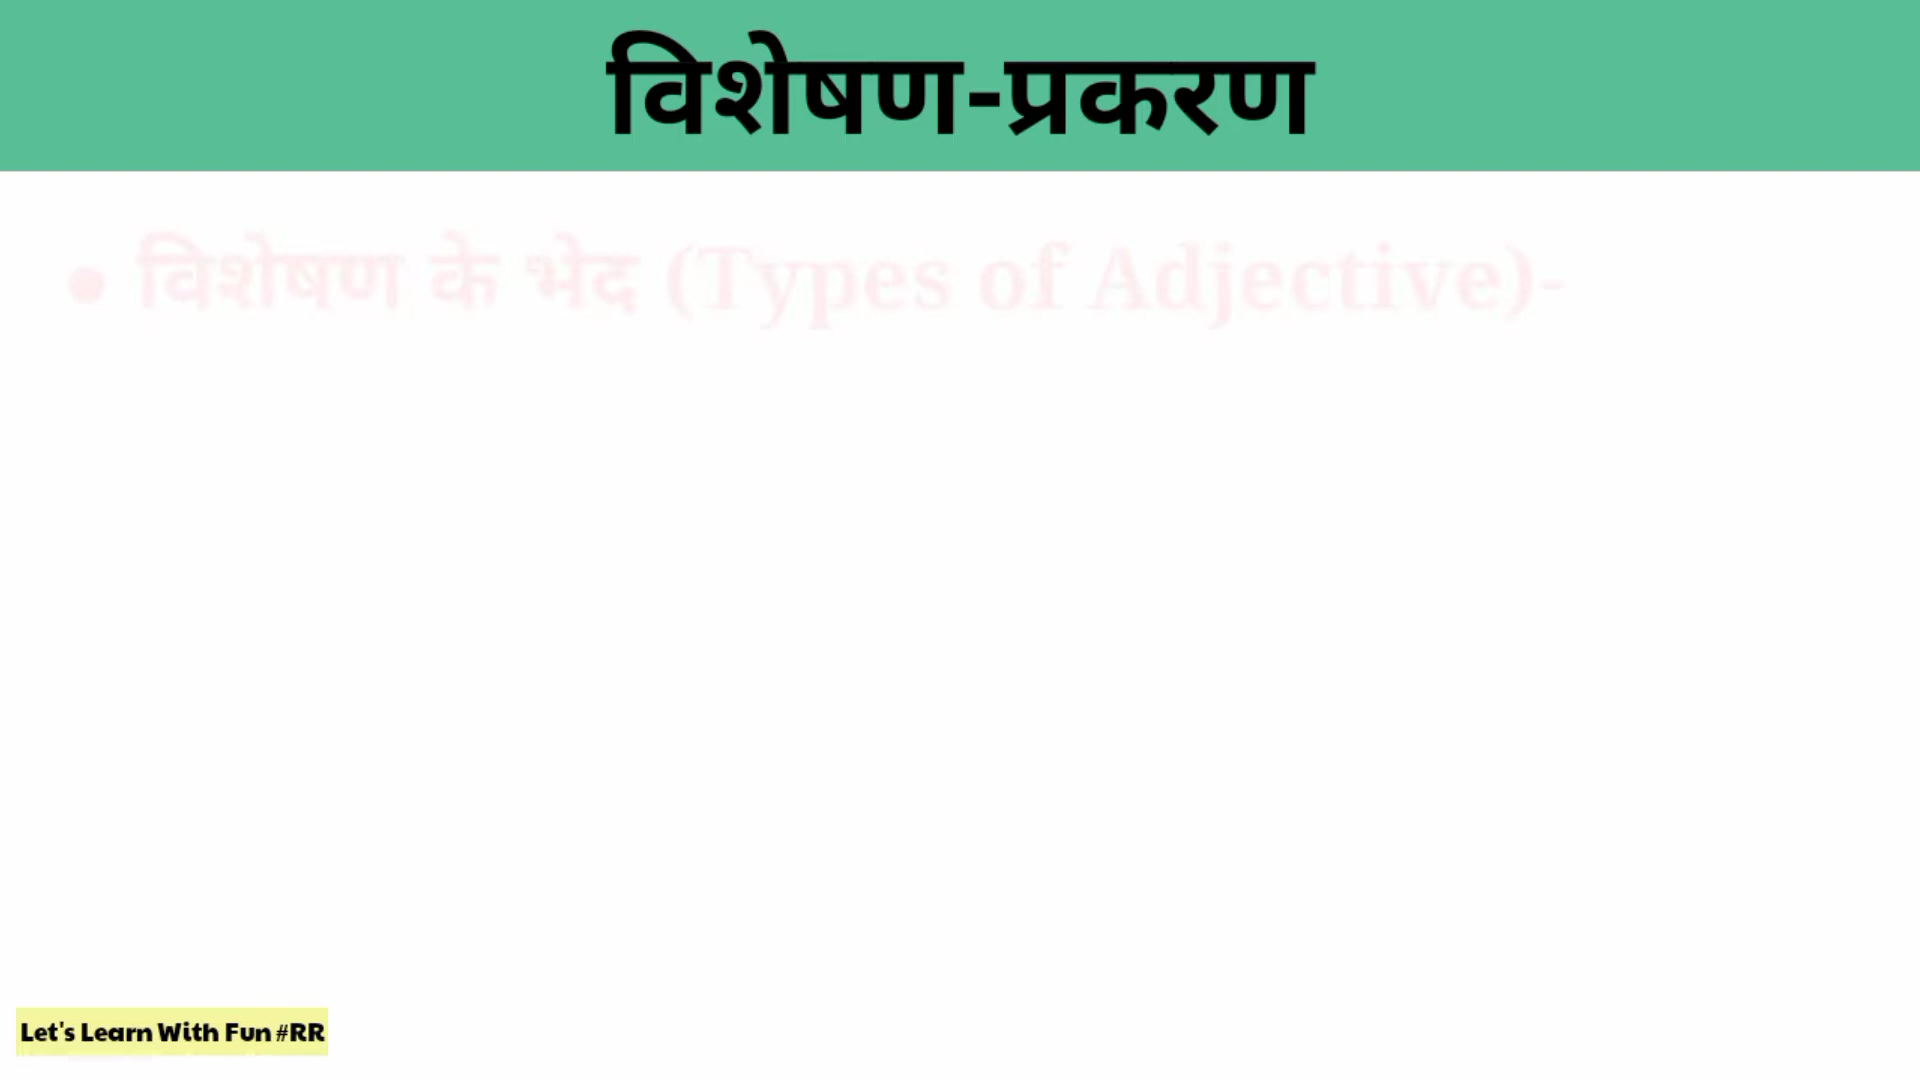 विशेषण-प्रकरण
• विशेषण के भेद (Types of Adjective)-
Let's Learn With Fun #RR